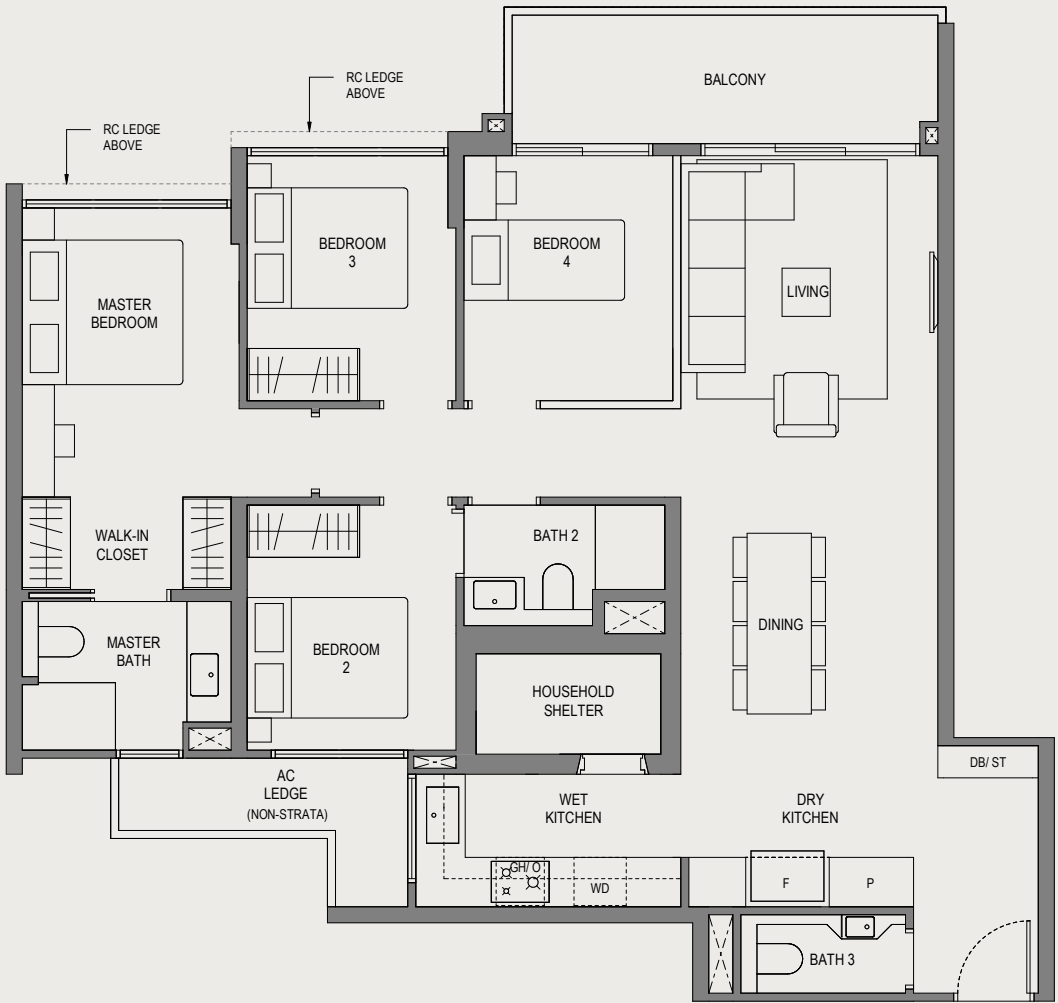 BALCONY
RC LEDGE
ABOVE
RC LEDGE
ABOVE
BEDROOM
3
BEDROOM
4
MASTER
BEDROOM
LIVING
WALK-IN
CLOSET
BATH 2
DINING
MASTER
BATH
BEDROOM
2
HOUSEHOLD
SHELTER
DB/ ST
AC
LEDGE
(NON-STRATA)
WET
KITCHEN
DRY
KITCHEN
GH/ O
WD
F
P
BATH 3